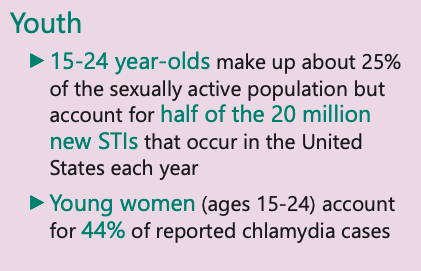 Youth
▶ 15-24 year-olds make up about 25%
of the sexually active population but
account for half of the 20 million
new STIs that occur in the United
States each year
▶ Young women (ages 15-24) account
for 44% of reported chlamydia cases